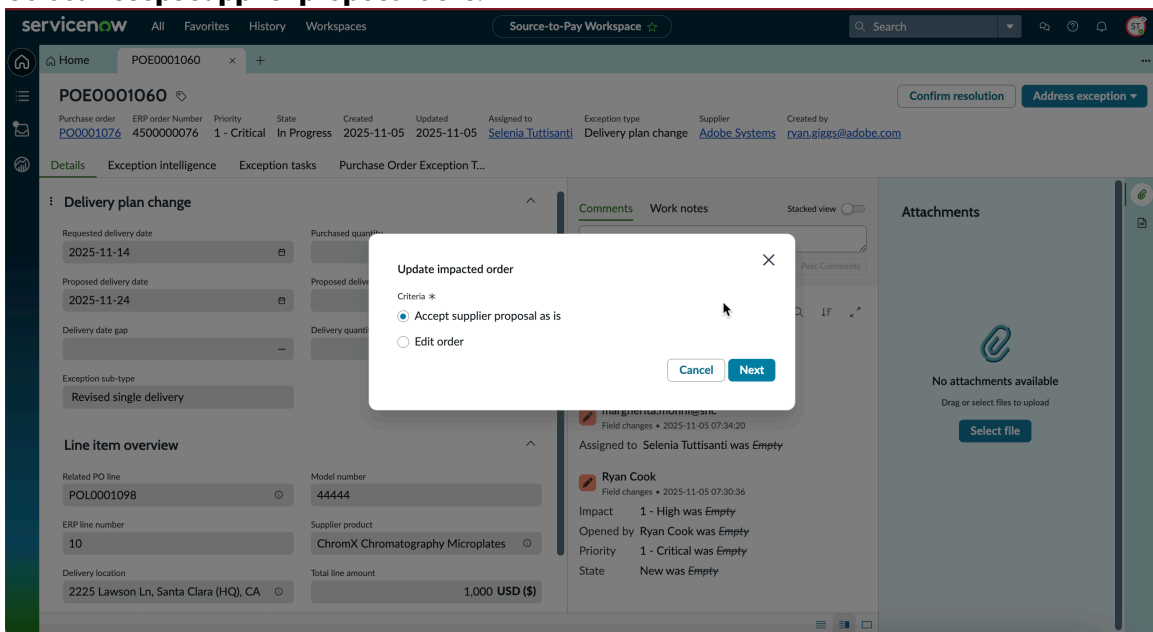 servicenow All Favorites History Workspaces Source-to-Pay Workspace Search ST
Home POE0001060 × +
POE0001060
Confirm resolution Address exception
Purchase order ERP order Number Priority State Created Updated Assigned to Exception type Supplier Created by
PO0001076 4500000076 1 - Critical In Progress 2025-11-05 2025-11-05 Selenia Tuttisanti Delivery plan change Adobe Systems ryan.giggs@adobe.com
Details Exception intelligence Exception tasks Purchase Order Exception T...
Delivery plan change
Requested delivery date Purchased quantity
2025-11-14
Proposed delivery date
2025-11-24
Delivery date gap
—
Exception sub-type
Revised single delivery
Line item overview
Related PO line Model number
POL0001098 44444
ERP line number Supplier product
10 ChromX Chromatography Microplates
Delivery location Total line amount
2225 Lawson Ln, Santa Clara (HQ), CA 1,000 USD ($)
Update impacted order
Criteria *
Accept supplier proposal as is
Edit order
Cancel Next
Comments Work notes Stacked view
Post Comments
Field changes • 2025-11-05 07:34:20
Assigned to Selenia Tuttisanti was Empty
Ryan Cook
Field changes • 2025-11-05 07:30:36
Impact 1 - High was Empty
Opened by Ryan Cook was Empty
Priority 1 - Critical was Empty
State New was Empty
Attachments
No attachments available
Drag or select files to upload
Select file